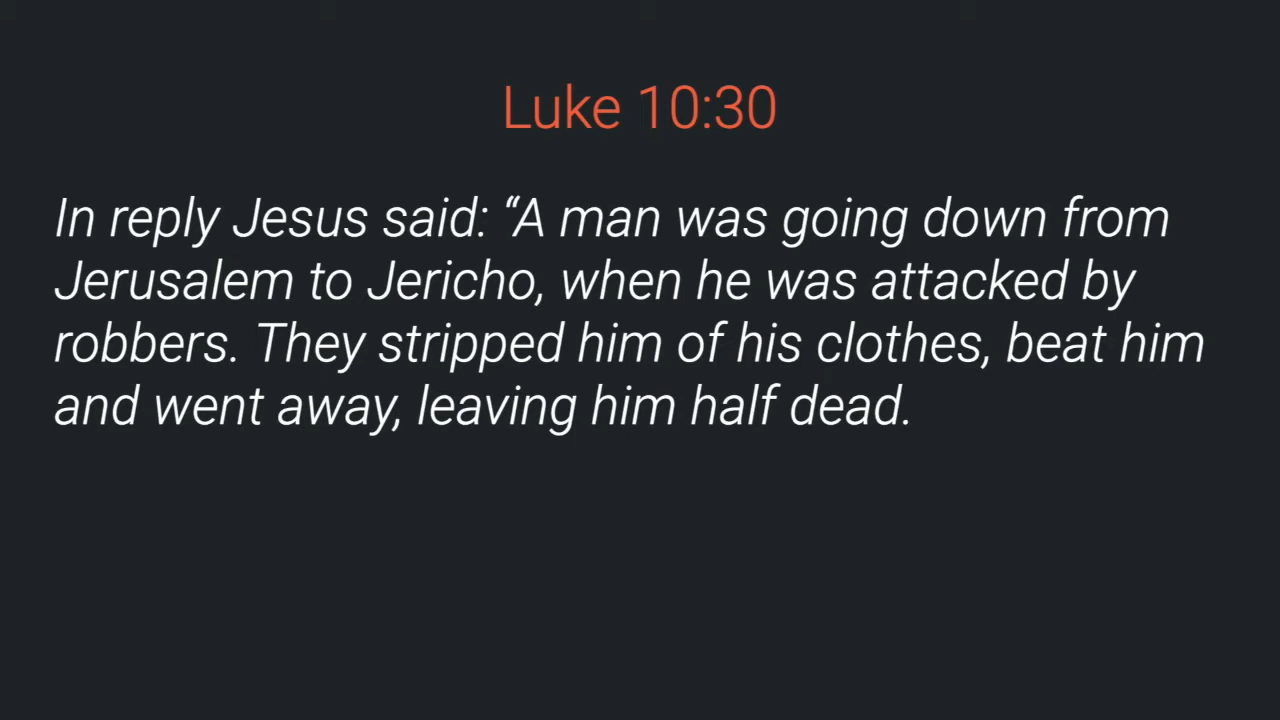 Luke 10:30
In reply Jesus said: “A man was going down from
Jerusalem to Jericho, when he was attacked by
robbers. They stripped him of his clothes, beat him
and went away, leaving him half dead.